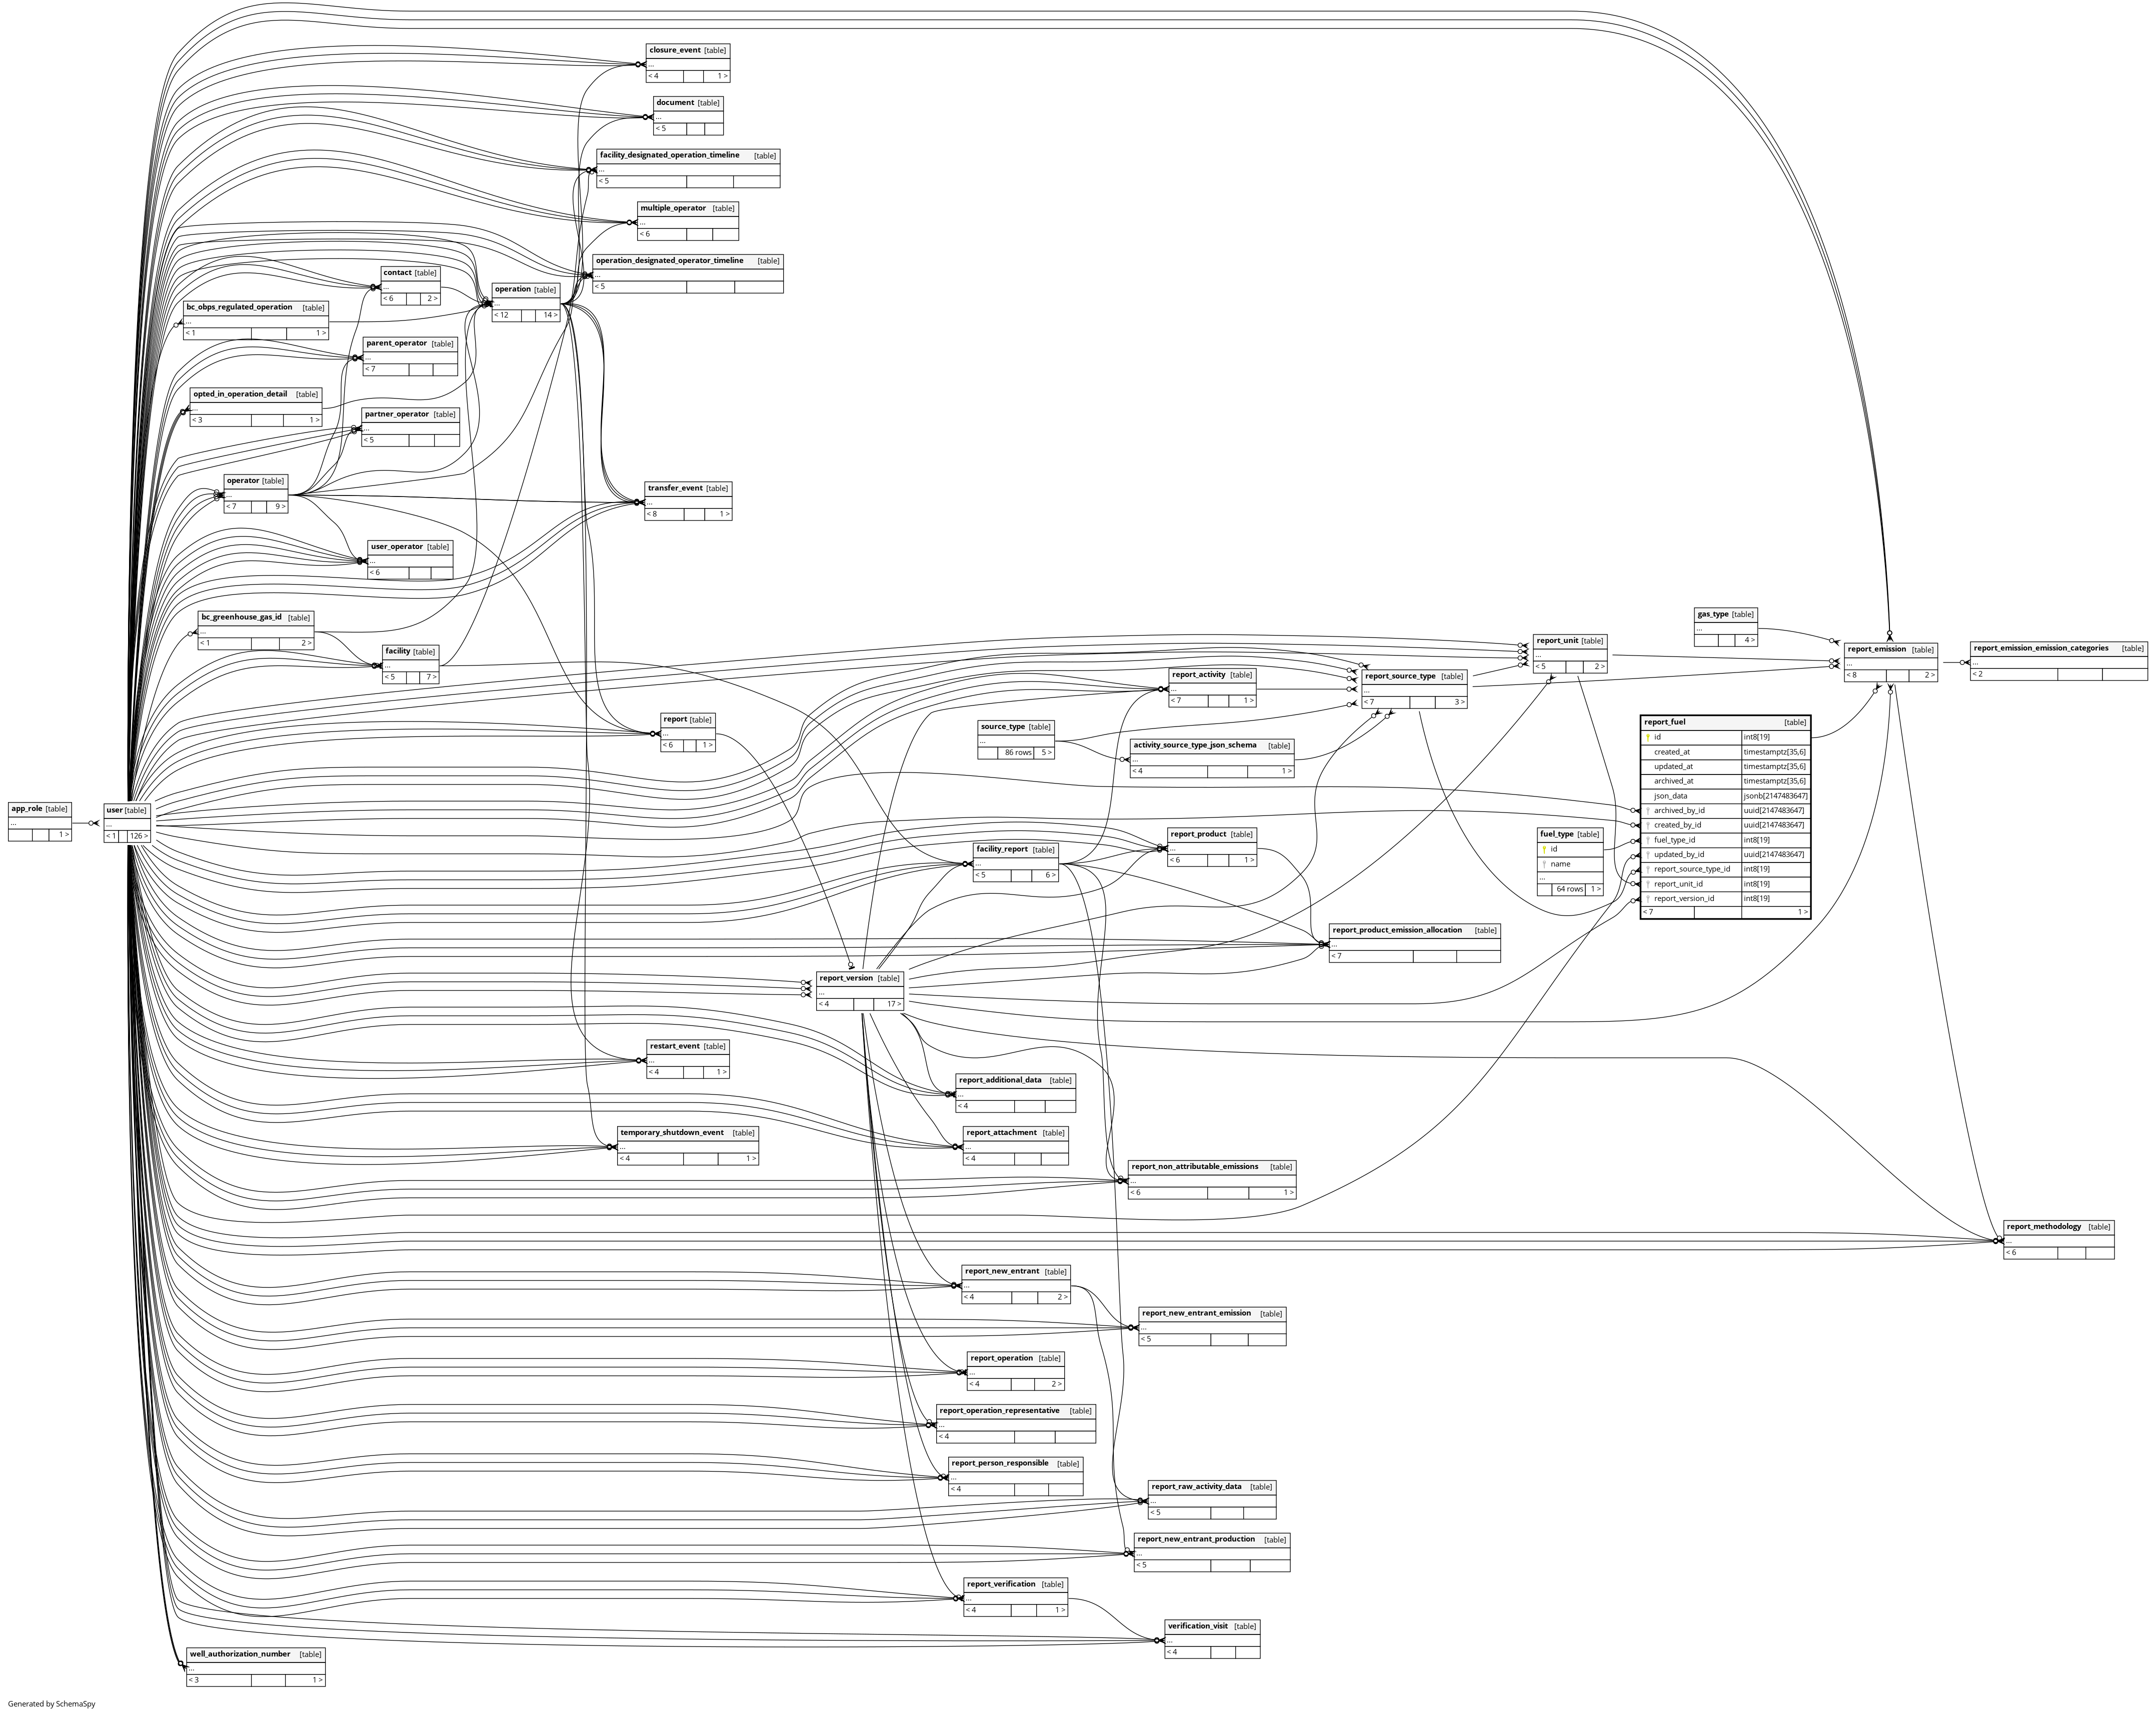 closure_event [table]
...
< 4 1 >
document [table]
...
< 5
facility_designated_operation_timeline [table]
...
< 5
multiple_operator [table]
...
< 6
operation_designated_operator_timeline [table]
...
< 5
contact [table]
...
< 6 2 >
operation [table]
...
< 12 14 >
bc_obps_regulated_operation [table]
...
< 1 1 >
parent_operator [table]
...
< 7
opted_in_operation_detail [table]
...
< 3 1 >
partner_operator [table]
...
< 5
operator [table]
...
< 7 9 >
transfer_event [table]
...
< 8 1 >
user_operator [table]
...
< 6
bc_greenhouse_gas_id [table]
...
< 1 2 >
facility [table]
...
< 5 7 >
gas_type [table]
...
4 >
report_unit [table]
...
< 5 2 >
report_emission [table]
...
< 8 2 >
report_emission_emission_categories [table]
...
< 2
report_activity [table]
...
< 7 1 >
report_source_type [table]
...
< 7 3 >
report [table]
...
< 6 1 >
source_type [table]
...
86 rows 5 >
activity_source_type_json_schema [table]
...
< 4 1 >
report_fuel [table]
id int8[19]
created_at timestamptz[35,6]
updated_at timestamptz[35,6]
archived_at timestamptz[35,6]
json_data jsonb[2147483647]
archived_by_id uuid[2147483647]
created_by_id uuid[2147483647]
fuel_type_id int8[19]
updated_by_id uuid[2147483647]
report_source_type_id int8[19]
report_unit_id int8[19]
report_version_id int8[19]
< 7 1 >
app_role [table]
...
1 >
user [table]
...
< 1 126 >
fuel_type [table]
id
name
...
64 rows 1 >
report_product [table]
...
< 6 1 >
facility_report [table]
...
< 5 6 >
report_product_emission_allocation [table]
...
< 7
report_version [table]
...
< 4 17 >
restart_event [table]
...
< 4 1 >
report_additional_data [table]
...
< 4
temporary_shutdown_event [table]
...
< 4 1 >
report_attachment [table]
...
< 4
report_non_attributable_emissions [table]
...
< 6 1 >
report_methodology [table]
...
< 6
report_new_entrant [table]
...
< 4 2 >
report_new_entrant_emission [table]
...
< 5
report_operation [table]
...
< 4 2 >
report_operation_representative [table]
...
< 4
report_person_responsible [table]
...
< 4
report_raw_activity_data [table]
...
< 5
report_new_entrant_production [table]
...
< 5
report_verification [table]
...
< 4 1 >
verification_visit [table]
...
< 4
well_authorization_number [table]
...
< 3 1 >
Generated by SchemaSpy